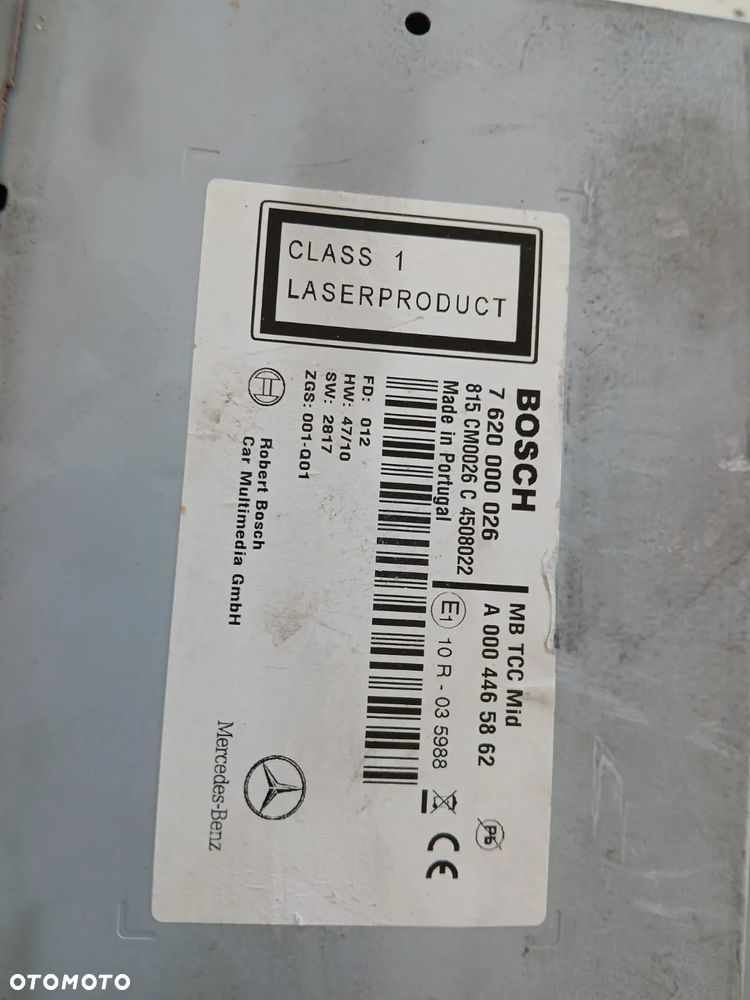 CLASS 1
LASERPRODUCT
BOSCH
7 620 000 026
815 CM0026 C 4508022
Made in Portugal
MB TCC Mid
A 000 446 58 62
E1 10 R - 03 5988
Pb
CE
FD: 012
HW: 47/10
SW: 2817
ZGS: 001-Q01
Robert Bosch
Car Multimedia GmbH
Mercedes-Benz
OTOMOTO